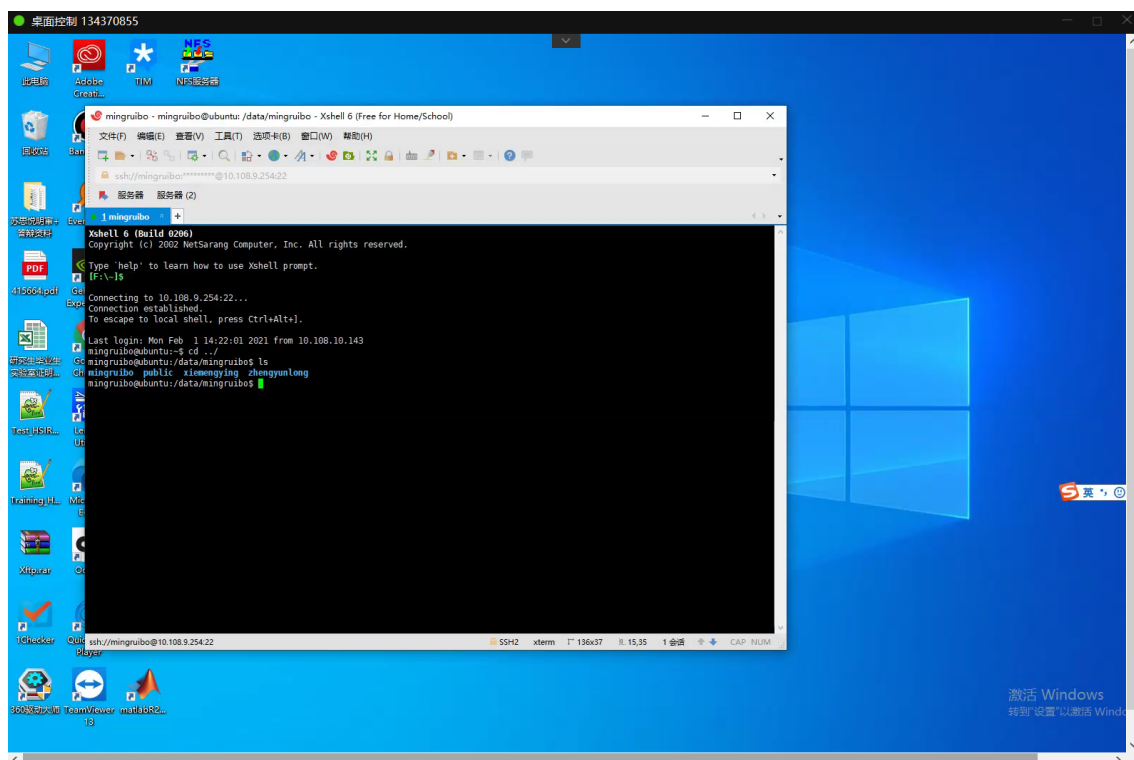 桌面控制 134370855
此电脑
Adobe
Creati...
TIM
NFS
NFS服务器
mingruibo - mingruibo@ubuntu: /data/mingruibo - Xshell 6 (Free for Home/School)
文件(F) 编辑(E) 查看(V) 工具(T) 选项卡(B) 窗口(W) 帮助(H)
回收站
ssh://mingruibo:*********@10.108.9.254:22
服务器 服务器 (2)
1 mingruibo
Xshell 6 (Build 0206)
Copyright (c) 2002 NetSarang Computer, Inc. All rights reserved.
Type `help' to learn how to use Xshell prompt.
[F:\~]$
Connecting to 10.108.9.254:22...
Connection established.
To escape to local shell, press Ctrl+Alt+].
Last login: Mon Feb 1 14:22:01 2021 from 10.108.10.143
mingruibo@ubuntu:~$ cd ../
mingruibo@ubuntu:/data/mingruibo$ ls
mingruibo public xiemengying zhengyunlong
mingruibo@ubuntu:/data/mingruibo$
答辩资料
PDF
415664.pdf
Test_HSIR...
Training_H...
英
Xftp.rar
1Checker
Player
ssh://mingruibo@10.108.9.254:22
SSH2 xterm 136x37 15,35 1 会话 CAP NUM
360驱动大师
TeamViewer
13
matlabR2...
激活 Windows
转到"设置"以激活 Windo